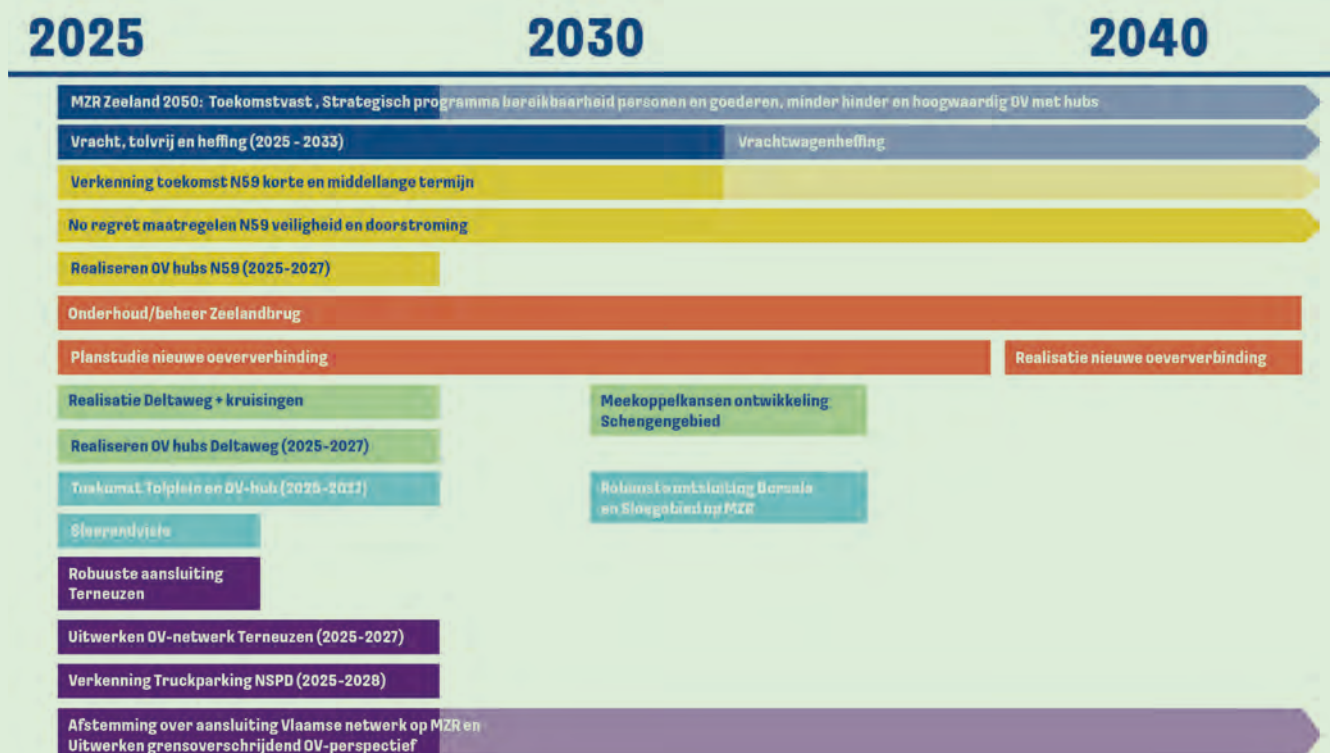 2025
2030
2040
MZR Zeeland 2050: Toekomstvast, Strategisch programma bereikbaarheid personen en goederen, minder hinder en hoogwaardig OV met hubs
Vracht, tolvrij en heffing (2025 - 2033)
Vrachtwagenheffing
Verkenning toekomst N59 korte en middellange termijn
No regret maatregelen N59 veiligheid en doorstroming
Realiseren OV hubs N59 (2025-2027)
Onderhoud/beheer Zeelandbrug
Planstudie nieuwe oeververbinding
Realisatie nieuwe oeververbinding
Realisatie Deltaweg + kruisingen
Meekoppelkansen ontwikkeling
Schengengebied
Realiseren OV hubs Deltaweg (2025-2027)
Toekomst Tolplein en OV-hub (2025-2027)
Robuuste ontsluiting Borsele
en Sloegebied op MZR
Sloerandvisie
Robuuste aansluiting
Terneuzen
Uitwerken OV-netwerk Terneuzen (2025-2027)
Verkenning Truckparking NSPD (2025-2028)
Afstemming over aansluiting Vlaamse netwerk op MZR en
Uitwerken grensoverschrijdend OV-perspectief